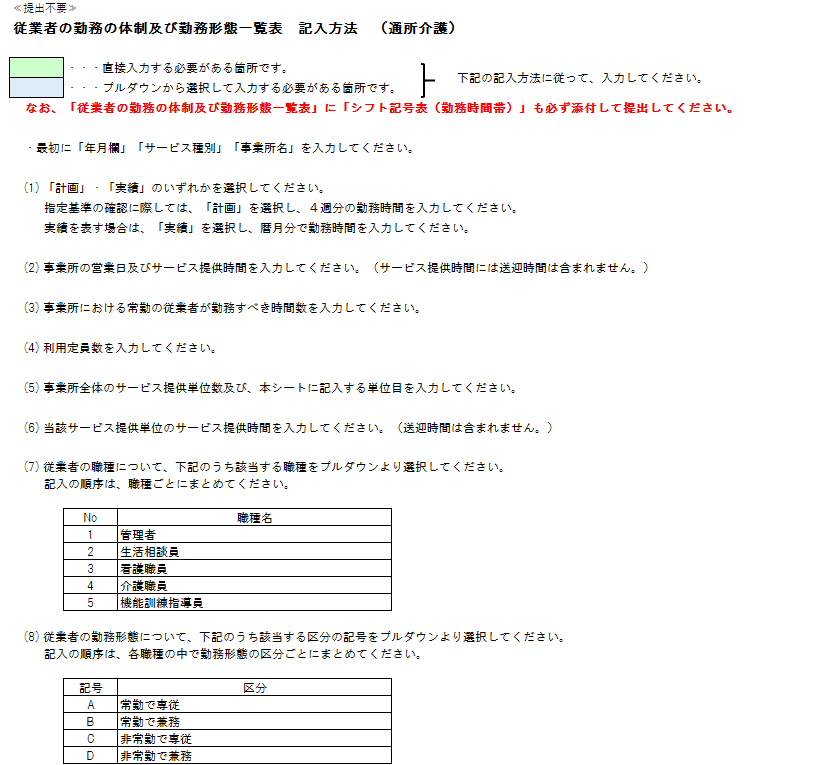 ≪提出不要≫
従業者の勤務の体制及び勤務形態一覧表　記入方法　（通所介護）
・・・直接入力する必要がある箇所です。
下記の記入方法に従って、入力してください。
・・・プルダウンから選択して入力する必要がある箇所です。
なお、「従業者の勤務の体制及び勤務形態一覧表」に「シフト記号表（勤務時間帯）」も必ず添付して提出してください。
・最初に「年月欄」「サービス種別」「事業所名」を入力してください。
(1) 「計画」・「実績」のいずれかを選択してください。
指定基準の確認に際しては、「計画」を選択し、４週分の勤務時間を入力してください。
実績を表す場合は、「実績」を選択し、暦月分で勤務時間を入力してください。
(2) 事業所の営業日及びサービス提供時間を入力してください。（サービス提供時間には送迎時間は含まれません。）
(3) 事業所における常勤の従業者が勤務すべき時間数を入力してください。
(4) 利用定員数を入力してください。
(5) 事業所全体のサービス提供単位数及び、本シートに記入する単位目を入力してください。
(6) 当該サービス提供単位のサービス提供時間を入力してください。（送迎時間は含まれません。）
(7) 従業者の職種について、下記のうち該当する職種をプルダウンより選択してください。
記入の順序は、職種ごとにまとめてください。
No 職種名
1 管理者
2 生活相談員
3 看護職員
4 介護職員
5 機能訓練指導員
(8) 従業者の勤務形態について、下記のうち該当する区分の記号をプルダウンより選択してください。
記入の順序は、各職種の中で勤務形態の区分ごとにまとめてください。
記号 区分
A 常勤で専従
B 常勤で兼務
C 非常勤で専従
D 非常勤で兼務